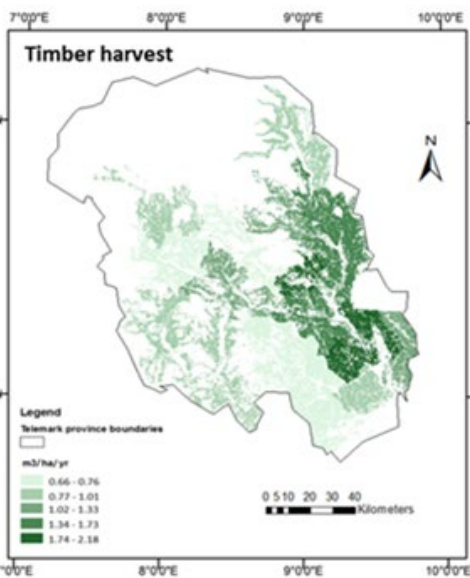 7°0'0"E 8°0'0"E 9°0'0"E 10°0'0"E
Timber harvest
N
Legend
Telemark province boundaries
m3/ha/yr
0.66 - 0.76
0.77 - 1.01
1.02 - 1.33
1.34 - 1.73
1.74 - 2.18
0 5 10 20 30 40
Kilometers
°0'0"E 8°0'0"E 9°0'0"E 10°0'0"E